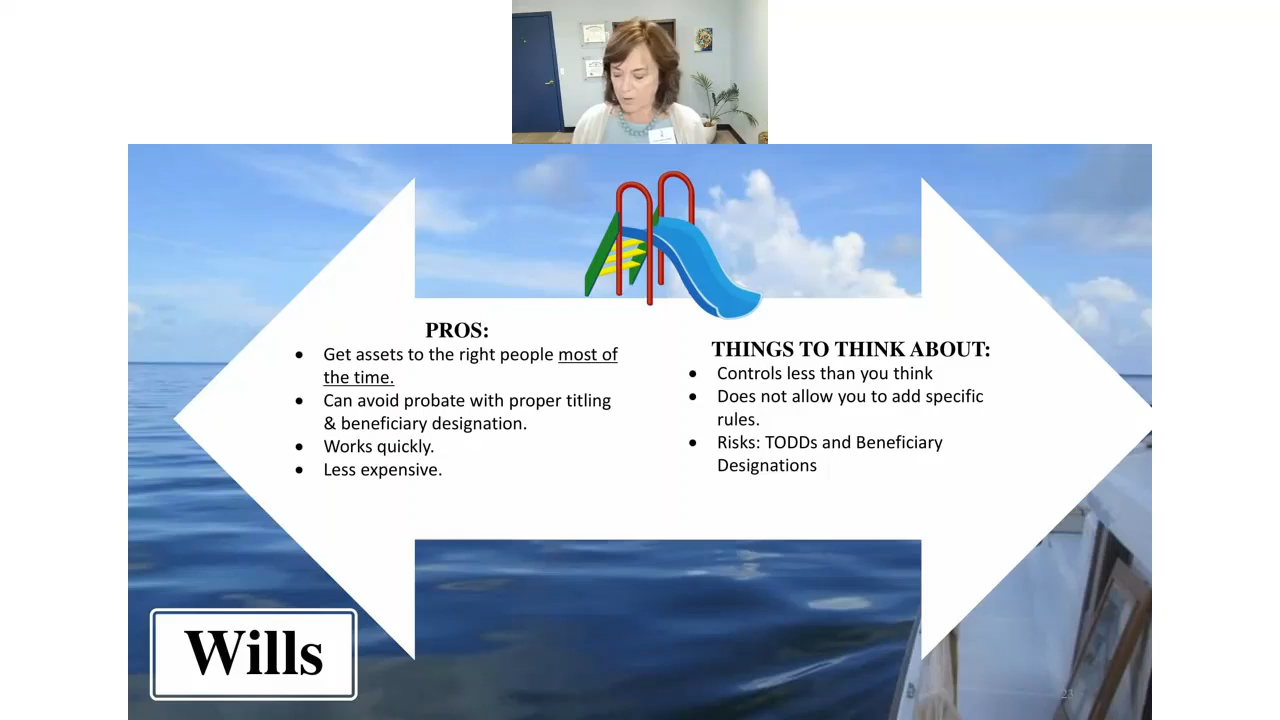 PROS:
• Get assets to the right people most of
the time.
• Can avoid probate with proper titling
& beneficiary designation.
• Works quickly.
• Less expensive.
THINGS TO THINK ABOUT:
• Controls less than you think
• Does not allow you to add specific
rules.
• Risks: TODDs and Beneficiary
Designations
Wills
23